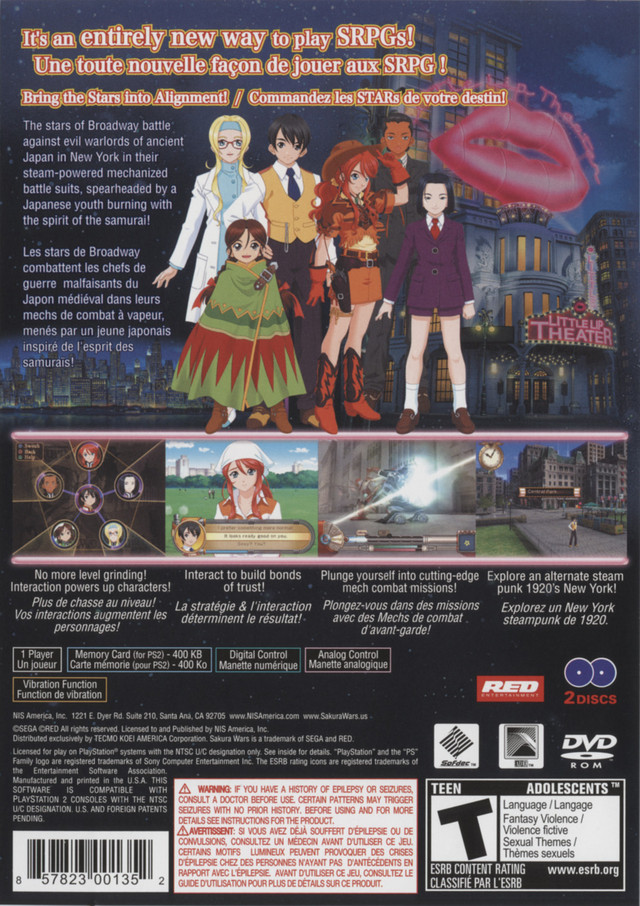 It's an entirely new way to play SRPGs!
Une toute nouvelle façon de jouer aux SRPG !
Bring the Stars into Alignment! / Commandez les STARs de votre destin!
The stars of Broadway battle
against evil warlords of ancient
Japan in New York in their
steam-powered mechanized
battle suits, spearheaded by a
Japanese youth burning with
the spirit of the samurai!
Les stars de Broadway
combattent les chefs de
guerre malfaisants du
Japon médiéval dans leurs
mechs de combat à vapeur,
menés par un jeune japonais
inspiré de l'esprit des
samurais!
LITTLE LIP
THEATER
Switch
Back
Help
It looks really good on you.
Central Park
No more level grinding!
Interaction powers up characters!
Plus de chasse au niveau!
Vos interactions augmentent les
personnages!
Interact to build bonds
of trust!
La stratégie & l'interaction
déterminent le résultat!
Plunge yourself into cutting-edge
mech combat missions!
Plongez-vous dans des missions
avec des Mechs de combat
d'avant-garde!
Explore an alternate steam
punk 1920's New York!
Explorez un New York
steampunk de 1920.
1 Player
Un joueur
Memory Card (for PS2) - 400 KB
Carte mémorie (pour PS2) - 400 Ko
Digital Control
Manette numérique
Analog Control
Manette analogique
Vibration Function
Function de vibration
RED
ENTERTAINMENT
2 DISCS
NIS America, Inc. 1221 E. Dyer Rd. Suite 210, Santa Ana, CA 92705 www.NISAmerica.com www.SakuraWars.us
©SEGA ©RED All rights reserved. Licensed to and Published by NIS America, Inc.
Distributed exclusively by TECMO KOEI AMERICA Corporation. Sakura Wars is a trademark of SEGA and RED.
Licensed for play on PlayStation® systems with the NTSC U/C designation only. See inside for details. "PlayStation" and the "PS"
Family logo are registered trademarks of Sony Computer Entertainment Inc. The ESRB rating icons are registered trademarks of
the Entertainment Software Association.
Manufactured and printed in the U.S.A. THIS
SOFTWARE IS COMPATIBLE WITH
PLAYSTATION 2 CONSOLES WITH THE NTSC
U/C DESIGNATION. U.S. AND FOREIGN PATENTS
PENDING.
Sofdec™
DVD
ROM
WARNING: IF YOU HAVE A HISTORY OF EPILEPSY OR SEIZURES,
CONSULT A DOCTOR BEFORE USE. CERTAIN PATTERNS MAY TRIGGER
SEIZURES WITH NO PRIOR HISTORY. BEFORE USING AND FOR MORE
DETAILS SEE INSTRUCTIONS FOR THE PRODUCT.
AVERTISSEMENT: SI VOUS AVEZ DÉJÀ SOUFFERT D'ÉPILEPSIE OU DE
CONVULSIONS, CONSULTEZ UN MÉDECIN AVANT D'UTILISER CE JEU.
CERTAINS MOTIFS LUMINEUX PEUVENT PROVOQUER DES CRISES
D'ÉPILEPSIE CHEZ DES PERSONNES N'AYANT PAS D'ANTÉCÉDENTS EN
RAPPORT AVEC L'ÉPILEPSIE. AVANT D'UTILISER CE JEU, CONSULTEZ LE
GUIDE D'UTILISATION POUR PLUS DE DÉTAILS SUR CE PRODUIT.
TEEN ADOLESCENTS™
T
Language / Langage
Fantasy Violence /
Violence fictive
Sexual Themes /
Thèmes sexuels
ESRB CONTENT RATING www.esrb.org
CLASSIFIÉ PAR L'ESRB
8 57823 00135 2